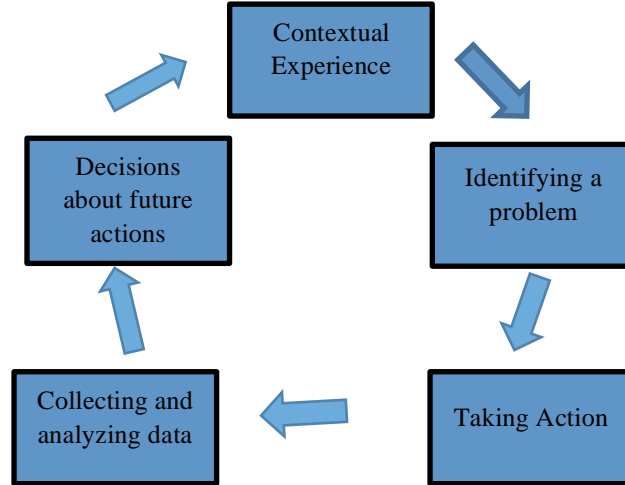 Contextual
Experience
Identifying a
problem
Taking Action
Collecting and
analyzing data
Decisions
about future
actions